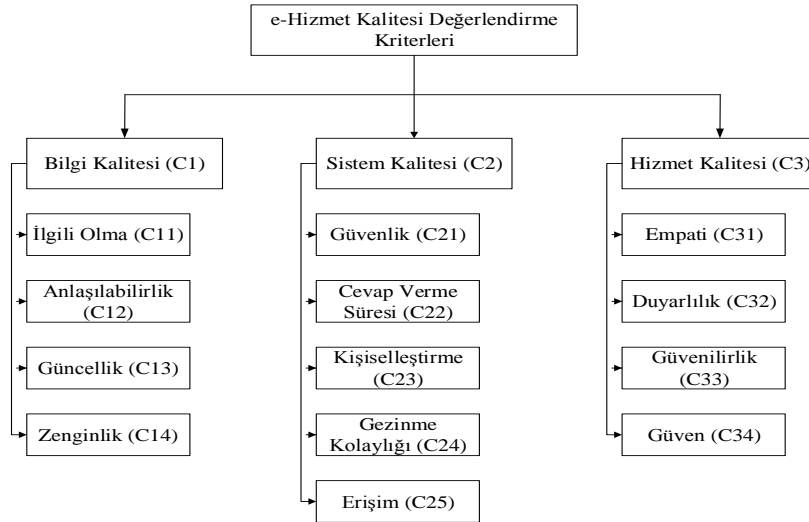 e-Hizmet Kalitesi Değerlendirme
Kriterleri
Bilgi Kalitesi (C1)
İlgili Olma (C11)
Anlaşılabilirlik
(C12)
Güncellik (C13)
Zenginlik (C14)
Sistem Kalitesi (C2)
Güvenlik (C21)
Cevap Verme
Süresi (C22)
Kişiselleştirme
(C23)
Gezinme
Kolaylığı (C24)
Erişim (C25)
Hizmet Kalitesi (C3)
Empati (C31)
Duyarlılık (C32)
Güvenilirlik
(C33)
Güven (C34)